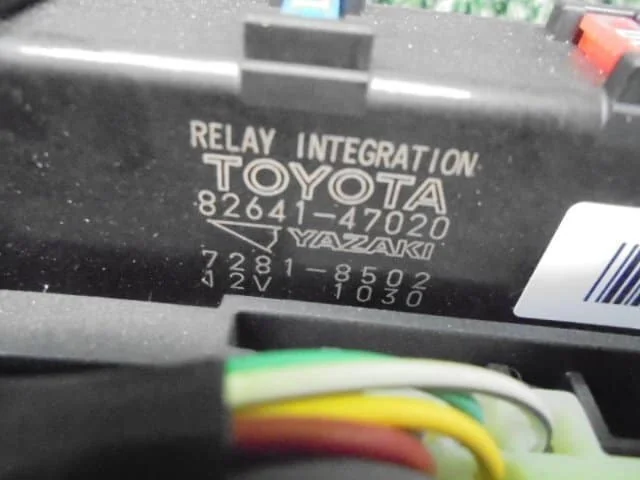 RELAY INTEGRATION
TOYOTA
82641-47020
YAZAKI
7281-8502
12V 1030